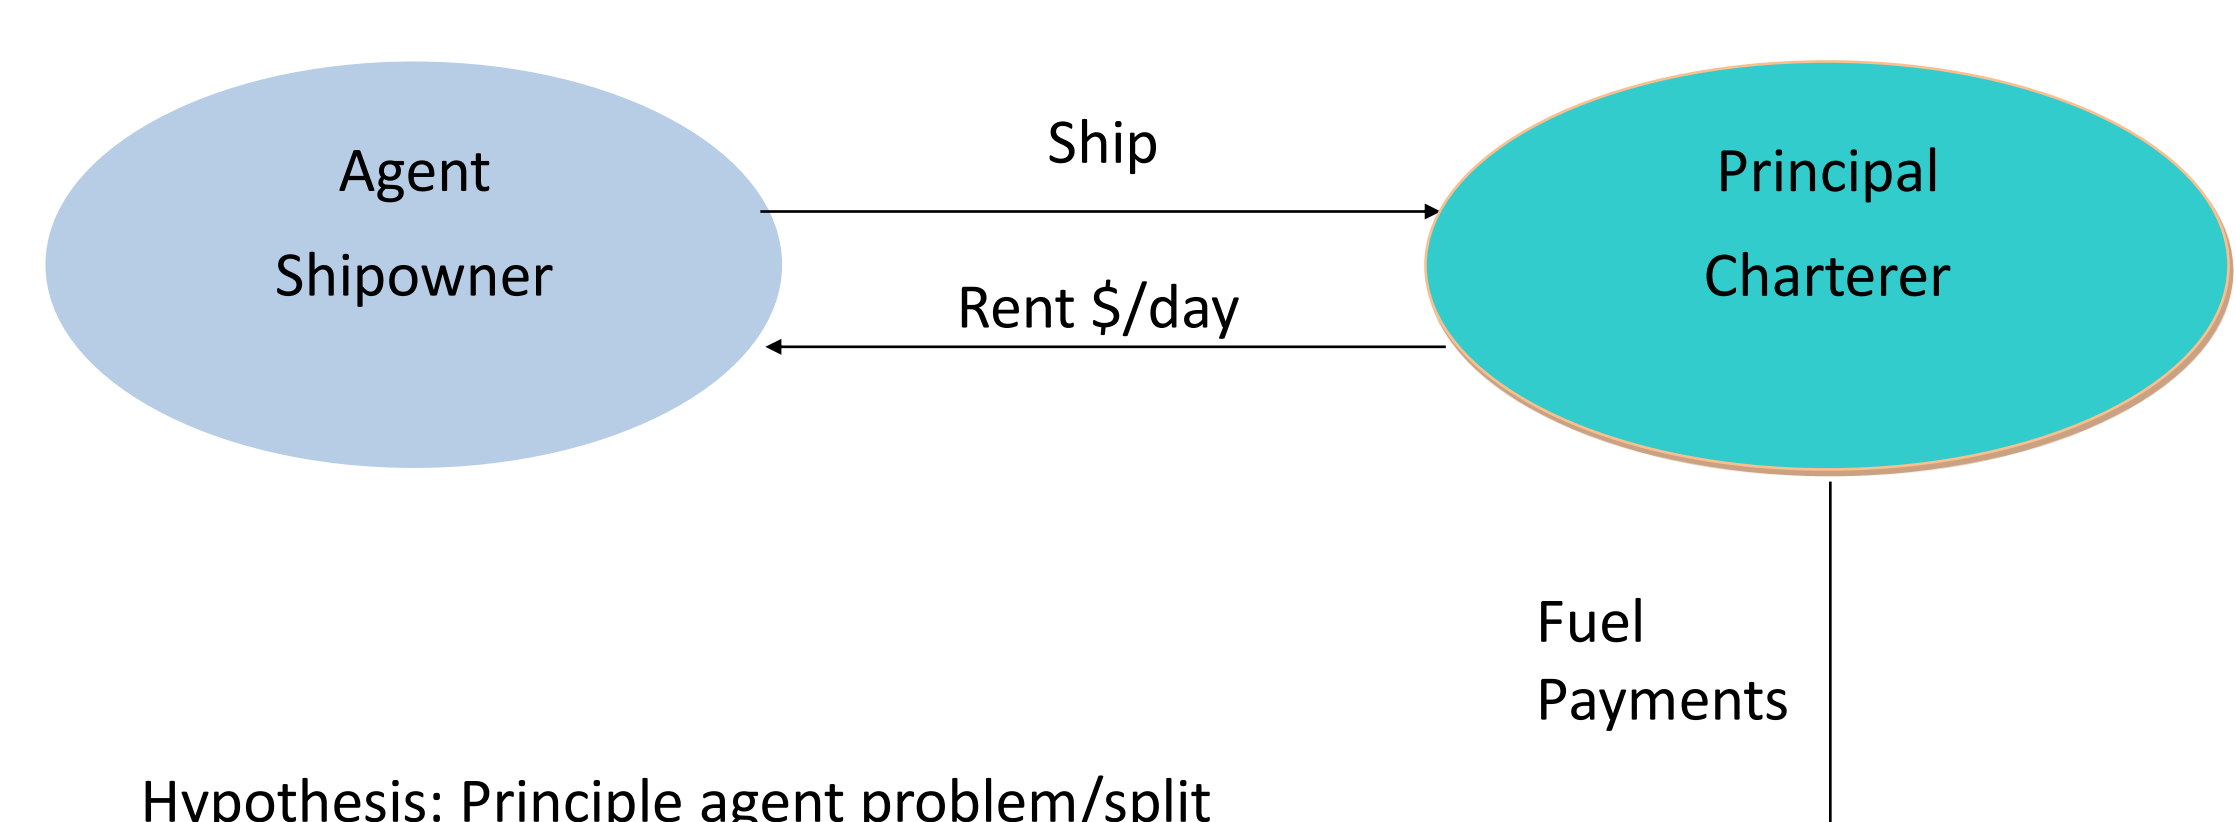 Agent
Shipowner
Ship
Rent $/day
Principal
Charterer
Fuel
Payments
Hypothesis: Principle agent problem/split